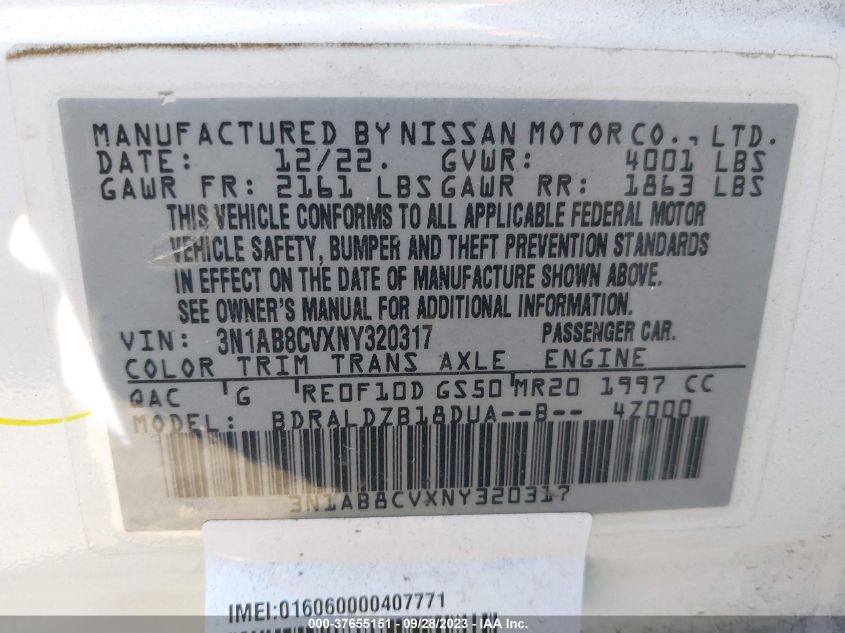 MANUFACTURED BY NISSAN MOTOR CO., LTD.
DATE: 12/22. GVWR: 4001 LBS
GAWR FR: 2161 LBS GAWR RR: 1863 LBS
THIS VEHICLE CONFORMS TO ALL APPLICABLE FEDERAL MOTOR
VEHICLE SAFETY, BUMPER AND THEFT PREVENTION STANDARDS
IN EFFECT ON THE DATE OF MANUFACTURE SHOWN ABOVE.
SEE OWNER'S MANUAL FOR ADDITIONAL INFORMATION.
VIN: 3N1AB8CVXNY320317 PASSENGER CAR.
COLOR TRIM TRANS AXLE ENGINE
QAC G RE0F10D GS50 MR20 1997 CC
MODEL: BDRALDZB18DUA--B-- 47000
3N1AB8CVXNY320317
IMEI:016060000407771
000-37655151 - 09/28/2023 - IAAI.COM